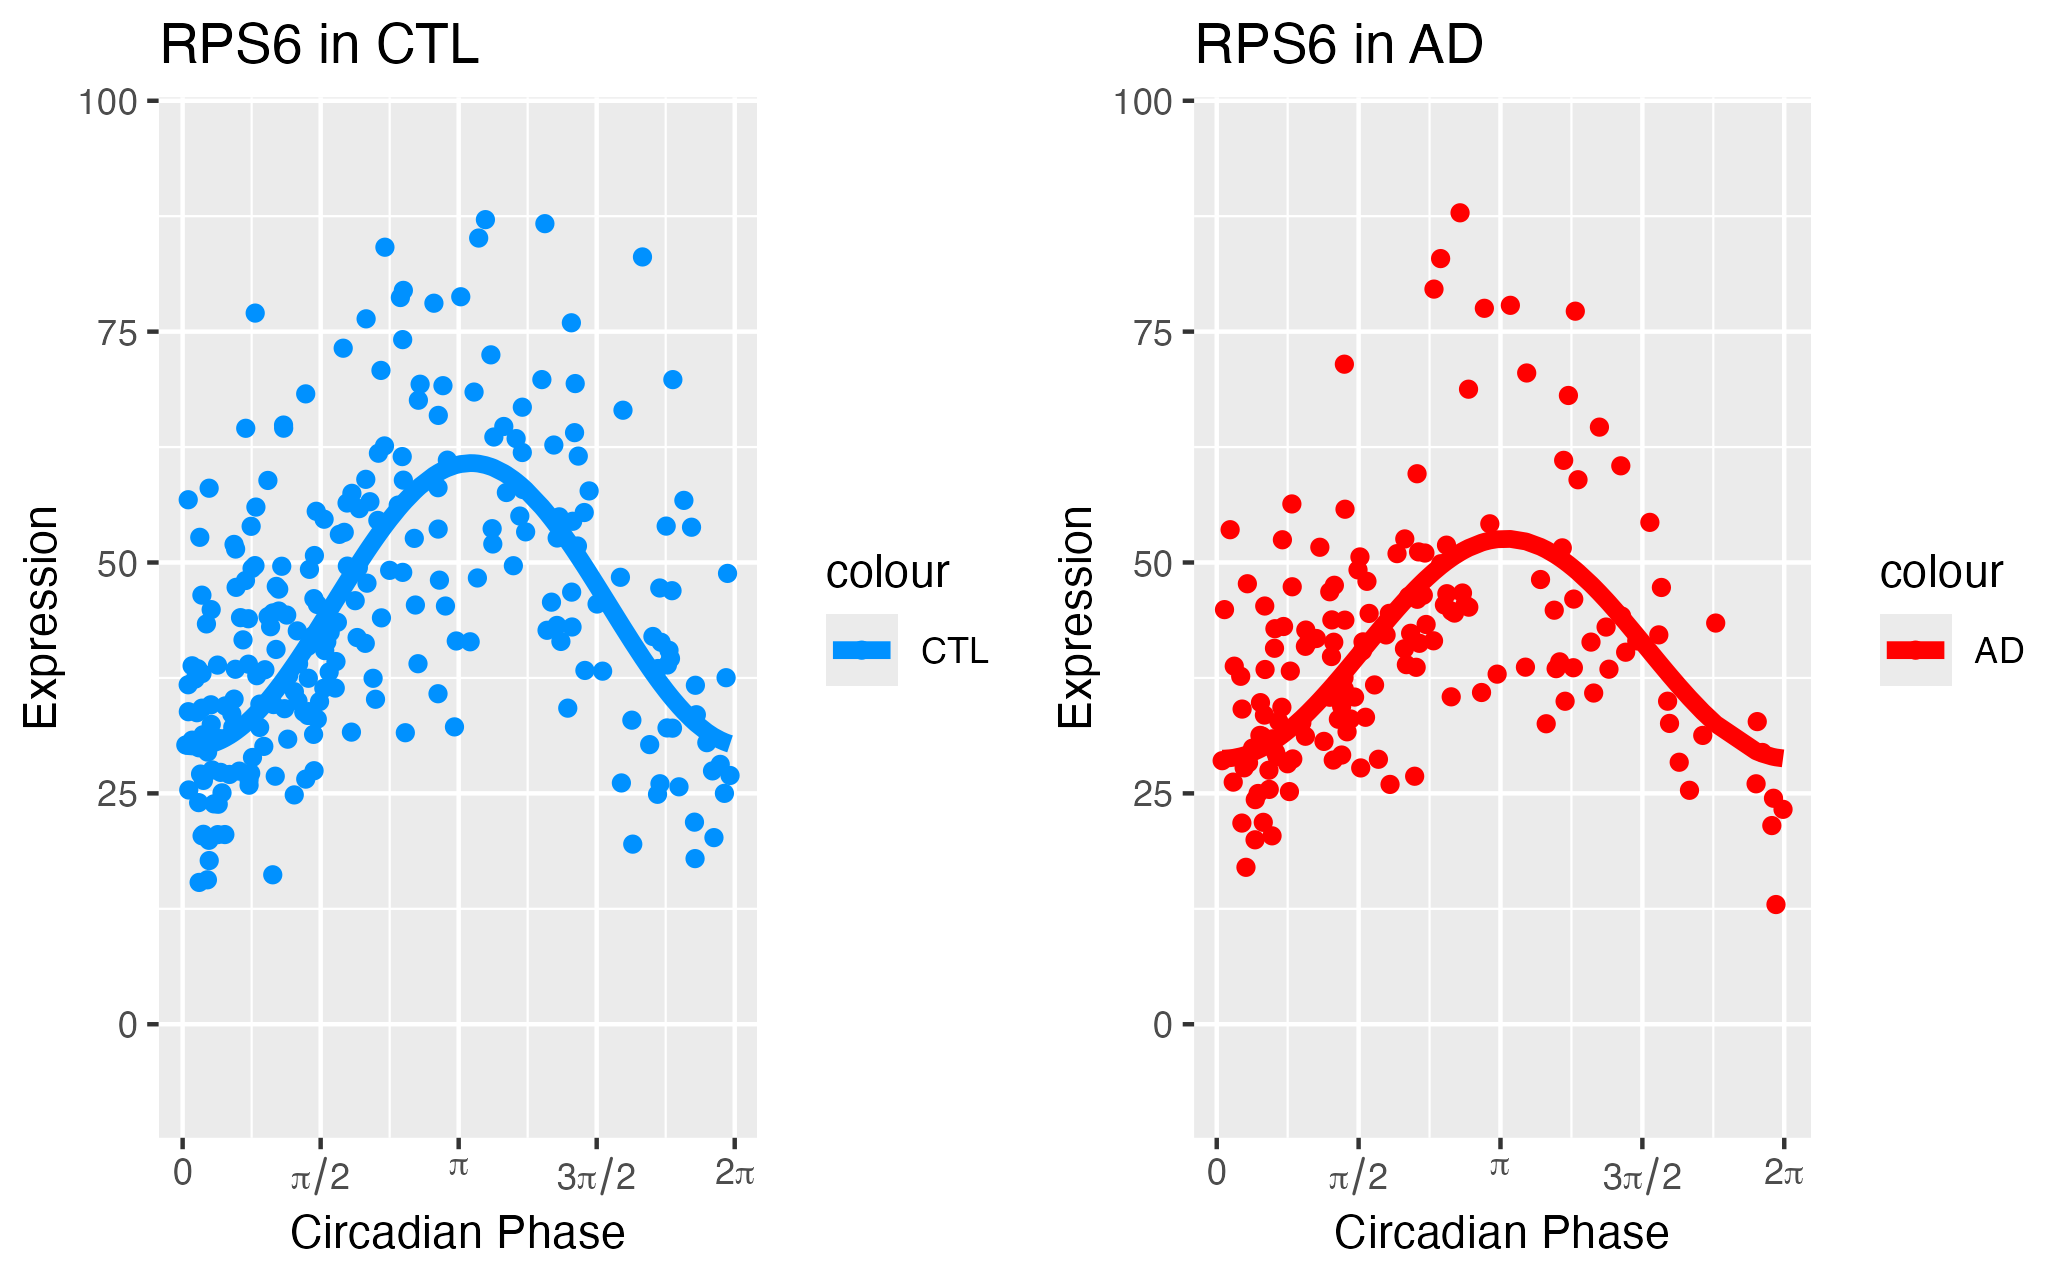 RPS6 in CTL
100
75
50
25
0
Expression
0 π/2 π 3π/2 2π
Circadian Phase
colour
CTL
RPS6 in AD
100
75
50
25
0
Expression
0 π/2 π 3π/2 2π
Circadian Phase
colour
AD